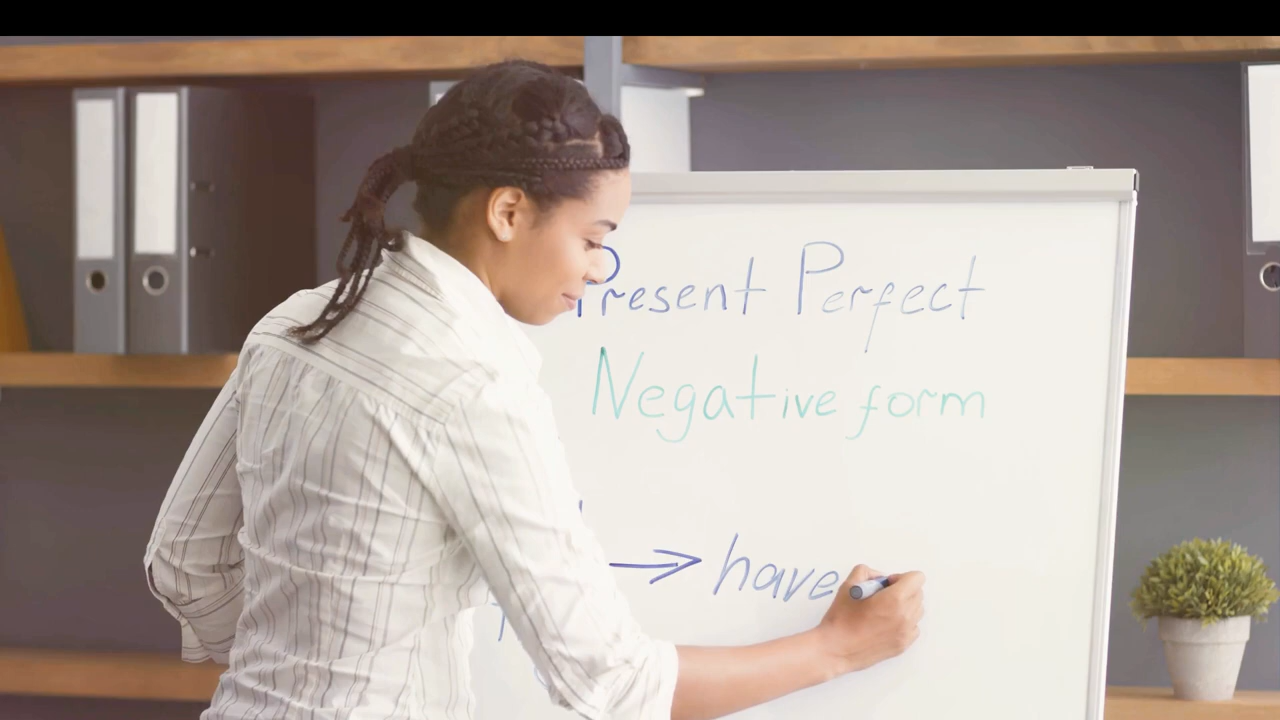 Present Perfect
Negative form
→ have